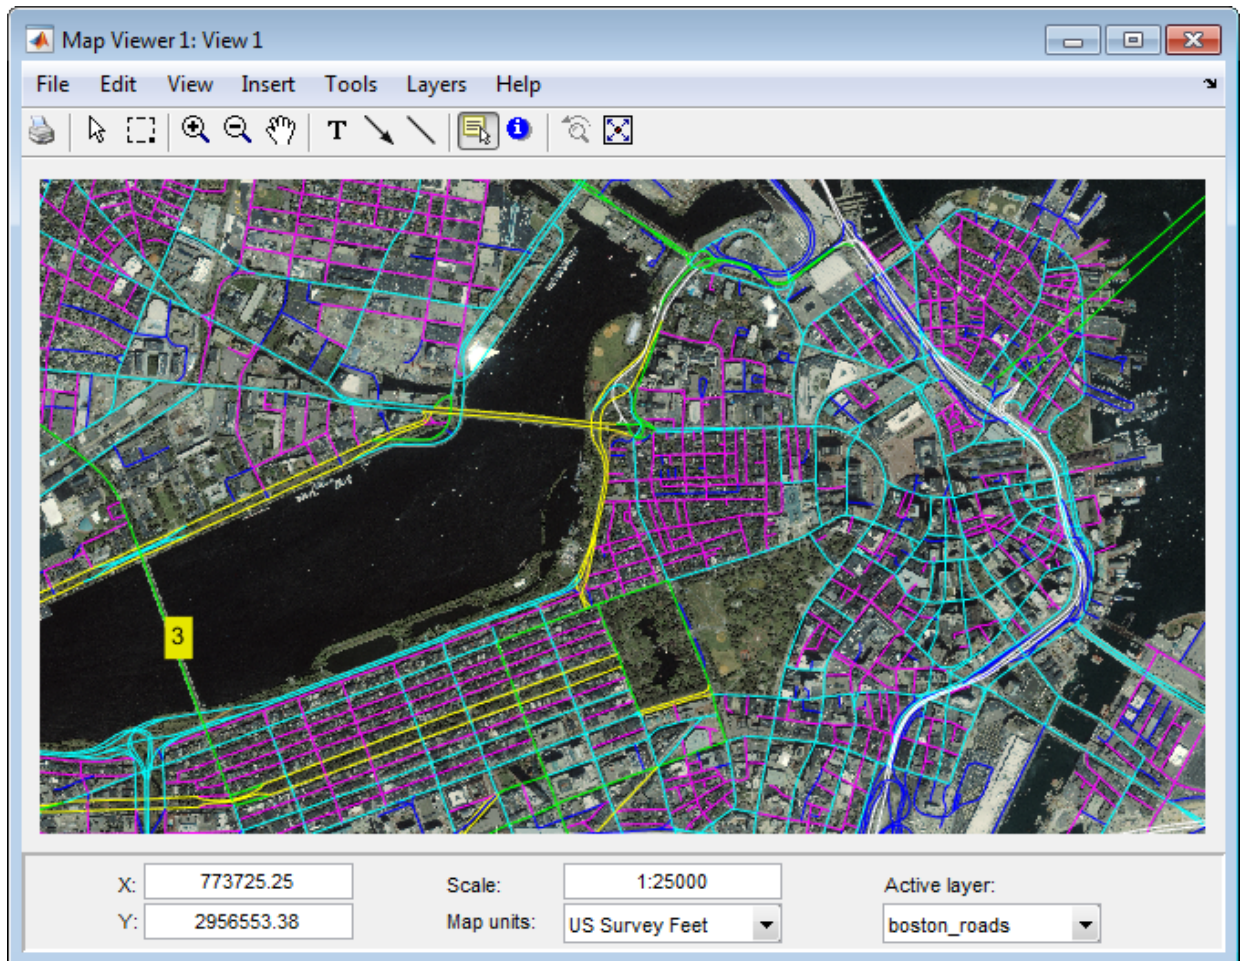 Map Viewer 1: View 1
File Edit View Insert Tools Layers Help
T
3
X: 773725.25 Scale: 1:25000 Active layer:
Y: 2956553.38 Map units: US Survey Feet boston_roads